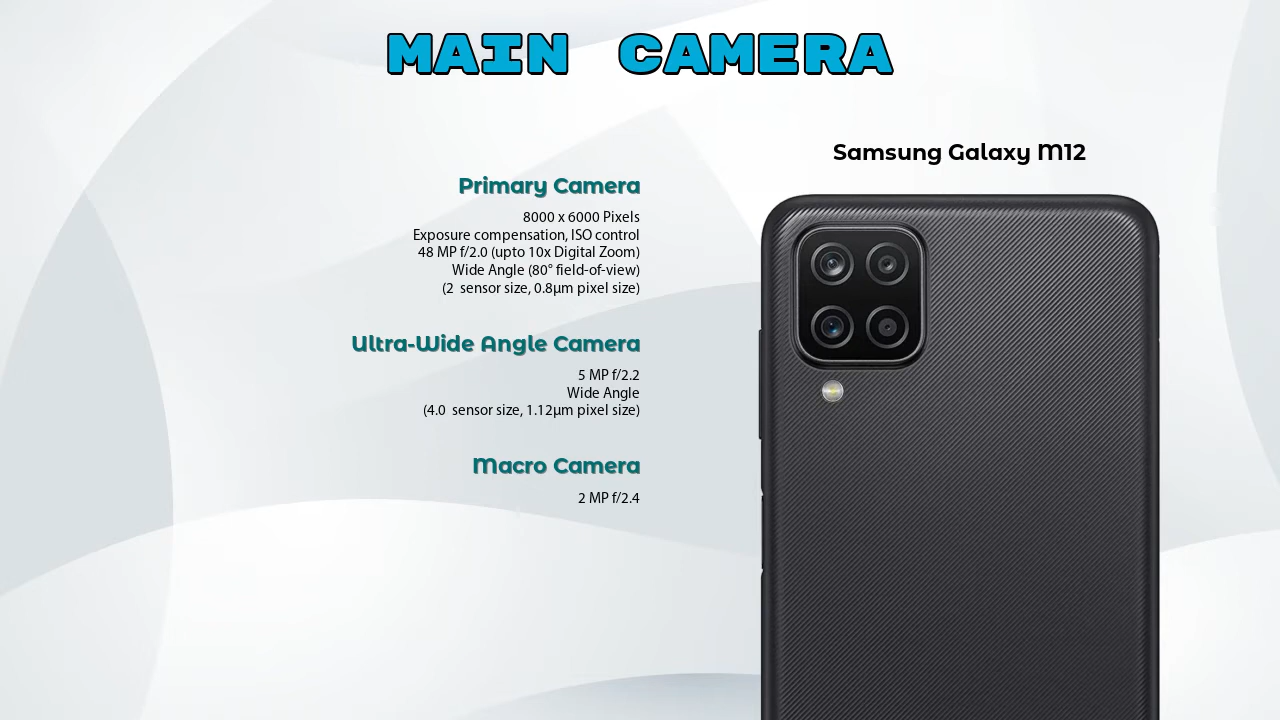 MAIN CAMERA
Samsung Galaxy M12
Primary Camera
8000 x 6000 Pixels
Exposure compensation, ISO control
48 MP f/2.0 (upto 10x Digital Zoom)
Wide Angle (80° field-of-view)
(2 sensor size, 0.8µm pixel size)
Ultra-Wide Angle Camera
5 MP f/2.2
Wide Angle
(4.0 sensor size, 1.12µm pixel size)
Macro Camera
2 MP f/2.4